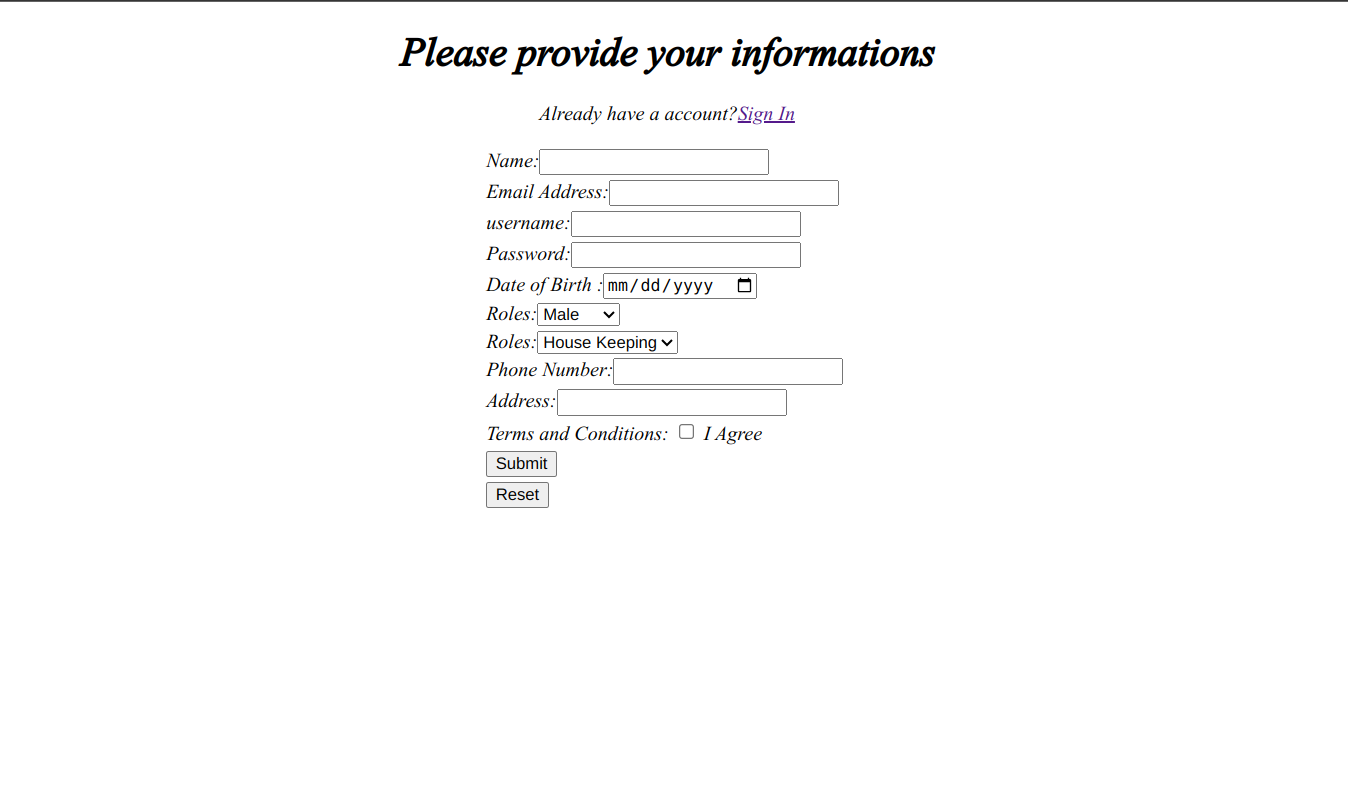 Please provide your informations
Already have a account?Sign In
Name:
Email Address:
username:
Password:
Date of Birth :mm/dd/yyyy
Roles:Male
Roles:House Keeping
Phone Number:
Address:
Terms and Conditions: I Agree
Submit
Reset